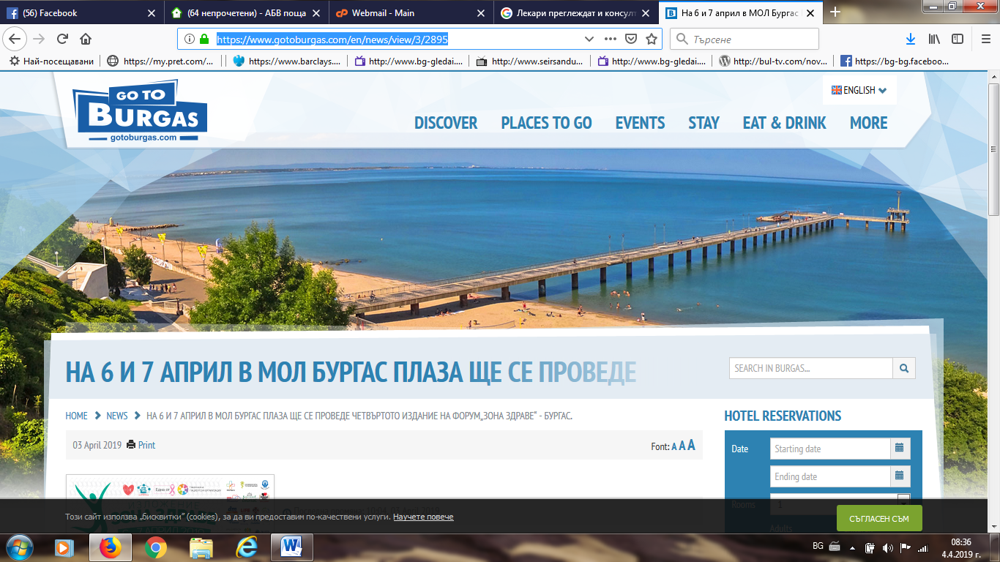 (56) Facebook
(64 непрочетени) - АБВ поща
Webmail - Main
Лекари преглеждат и консулт
На 6 и 7 април в МОЛ Бургас
https://www.gotoburgas.com/en/news/view/3/2895
Търсене
Най-посещавани
https://my.pret.com/...
https://www.barclays....
http://www.bg-gledai....
http://www.seirsandu...
http://www.bg-gledai....
http://bul-tv.com/nov...
https://bg-bg.faceboo...
GO TO
BURGAS
gotoburgas.com
ENGLISH
DISCOVER
PLACES TO GO
EVENTS
STAY
EAT & DRINK
MORE
НА 6 И 7 АПРИЛ В МОЛ БУРГАС ПЛАЗА ЩЕ СЕ ПРОВЕДЕ
SEARCH IN BURGAS...
HOME
NEWS
НА 6 И 7 АПРИЛ В МОЛ БУРГАС ПЛАЗА ЩЕ СЕ ПРОВЕДЕ ЧЕТВЪРТОТО ИЗДАНИЕ НА ФОРУМ„ЗОНА ЗДРАВЕ“ - БУРГАС.
HOTEL RESERVATIONS
03 April 2019
Print
Font: A A A
Date
Starting date
Ending date
Rooms
1
Adults
Този сайт използва „бисквитки” (cookies), за да ви предоставим по-качествени услуги. Научете повече
СЪГЛАСЕН СЪМ
BG
08:36
4.4.2019 г.